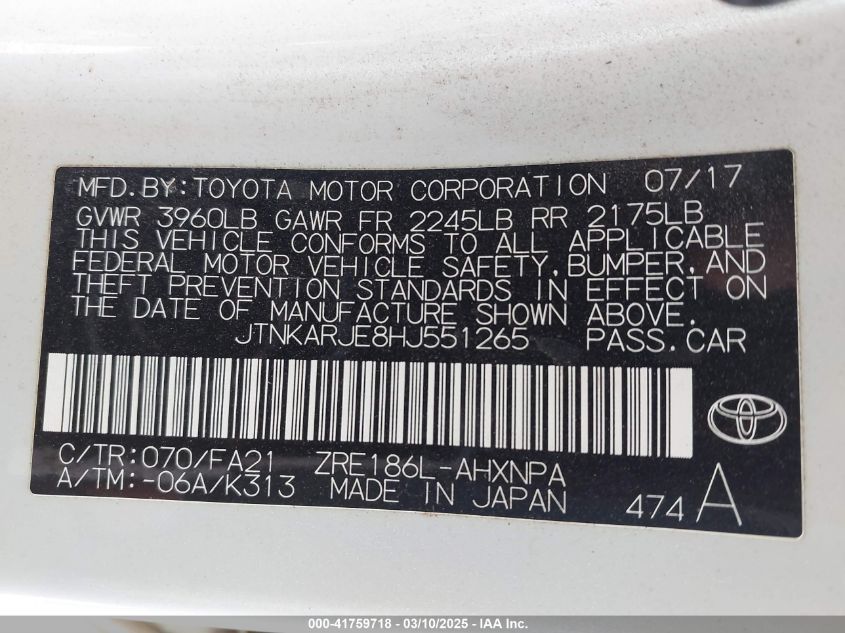 MFD.BY:TOYOTA MOTOR CORPORATION 07/17
GVWR 3960LB GAWR FR 2245LB RR 2175LB
THIS VEHICLE CONFORMS TO ALL APPLICABLE
FEDERAL MOTOR VEHICLE SAFETY,BUMPER,AND
THEFT PREVENTION STANDARDS IN EFFECT ON
THE DATE OF MANUFACTURE SHOWN ABOVE.
JTNKARJE8HJ551265 PASS.CAR
C/TR:070/FA21 ZRE186L-AHXNPA
A/TM:-06A/K313 MADE IN JAPAN 474 A
000-41759718 - 03/10/2025 - IAA Inc.